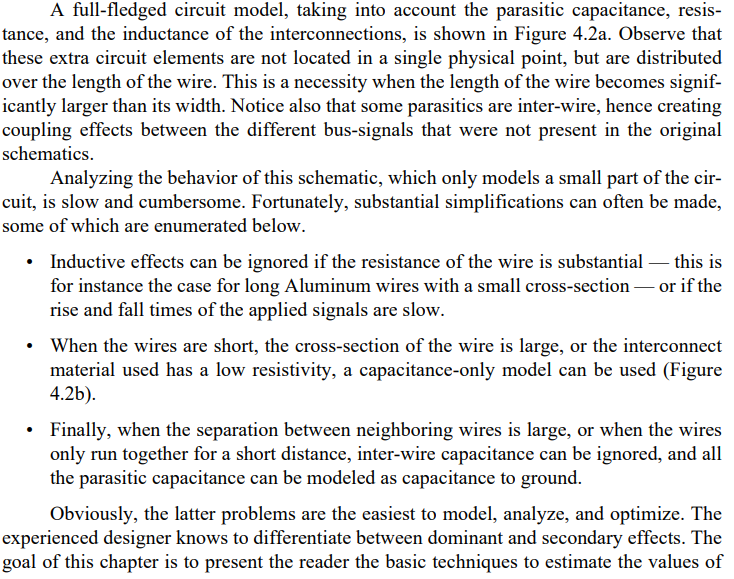 A full-fledged circuit model, taking into account the parasitic capacitance, resis-
tance, and the inductance of the interconnections, is shown in Figure 4.2a. Observe that
these extra circuit elements are not located in a single physical point, but are distributed
over the length of the wire. This is a necessity when the length of the wire becomes signif-
icantly larger than its width. Notice also that some parasitics are inter-wire, hence creating
coupling effects between the different bus-signals that were not present in the original
schematics.
Analyzing the behavior of this schematic, which only models a small part of the cir-
cuit, is slow and cumbersome. Fortunately, substantial simplifications can often be made,
some of which are enumerated below.
• Inductive effects can be ignored if the resistance of the wire is substantial — this is
for instance the case for long Aluminum wires with a small cross-section — or if the
rise and fall times of the applied signals are slow.
• When the wires are short, the cross-section of the wire is large, or the interconnect
material used has a low resistivity, a capacitance-only model can be used (Figure
4.2b).
• Finally, when the separation between neighboring wires is large, or when the wires
only run together for a short distance, inter-wire capacitance can be ignored, and all
the parasitic capacitance can be modeled as capacitance to ground.
Obviously, the latter problems are the easiest to model, analyze, and optimize. The
experienced designer knows to differentiate between dominant and secondary effects. The
goal of this chapter is to present the reader the basic techniques to estimate the values of